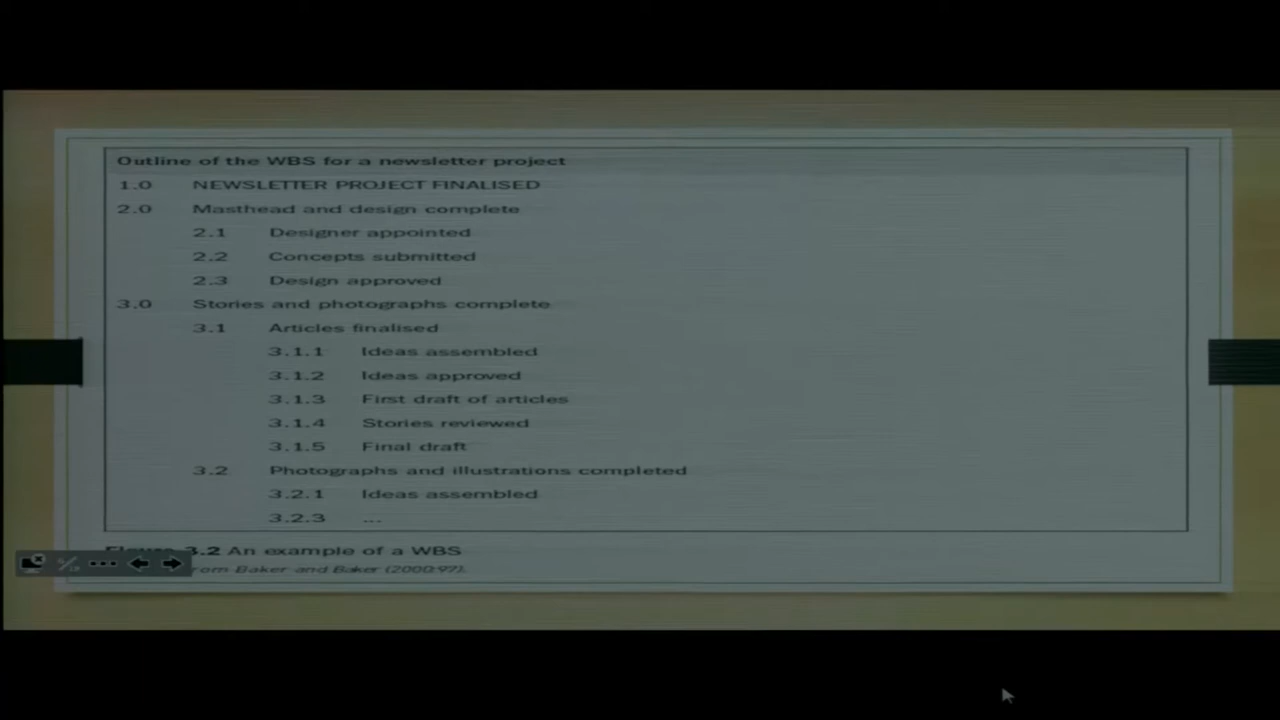 Outline of the WBS for a newsletter project
1.0 NEWSLETTER PROJECT FINALISED
2.0 Masthead and design complete
2.1 Designer appointed
2.2 Concepts submitted
2.3 Design approved
3.0 Stories and photographs complete
3.1 Articles finalised
3.1.1 Ideas assembled
3.1.2 Ideas approved
3.1.3 First draft of articles
3.1.4 Stories reviewed
3.1.5 Final draft
3.2 Photographs and illustrations completed
3.2.1 Ideas assembled
3.2.3 ...
Figure 3.2 An example of a WBS
Baker and Baker (2000:97).